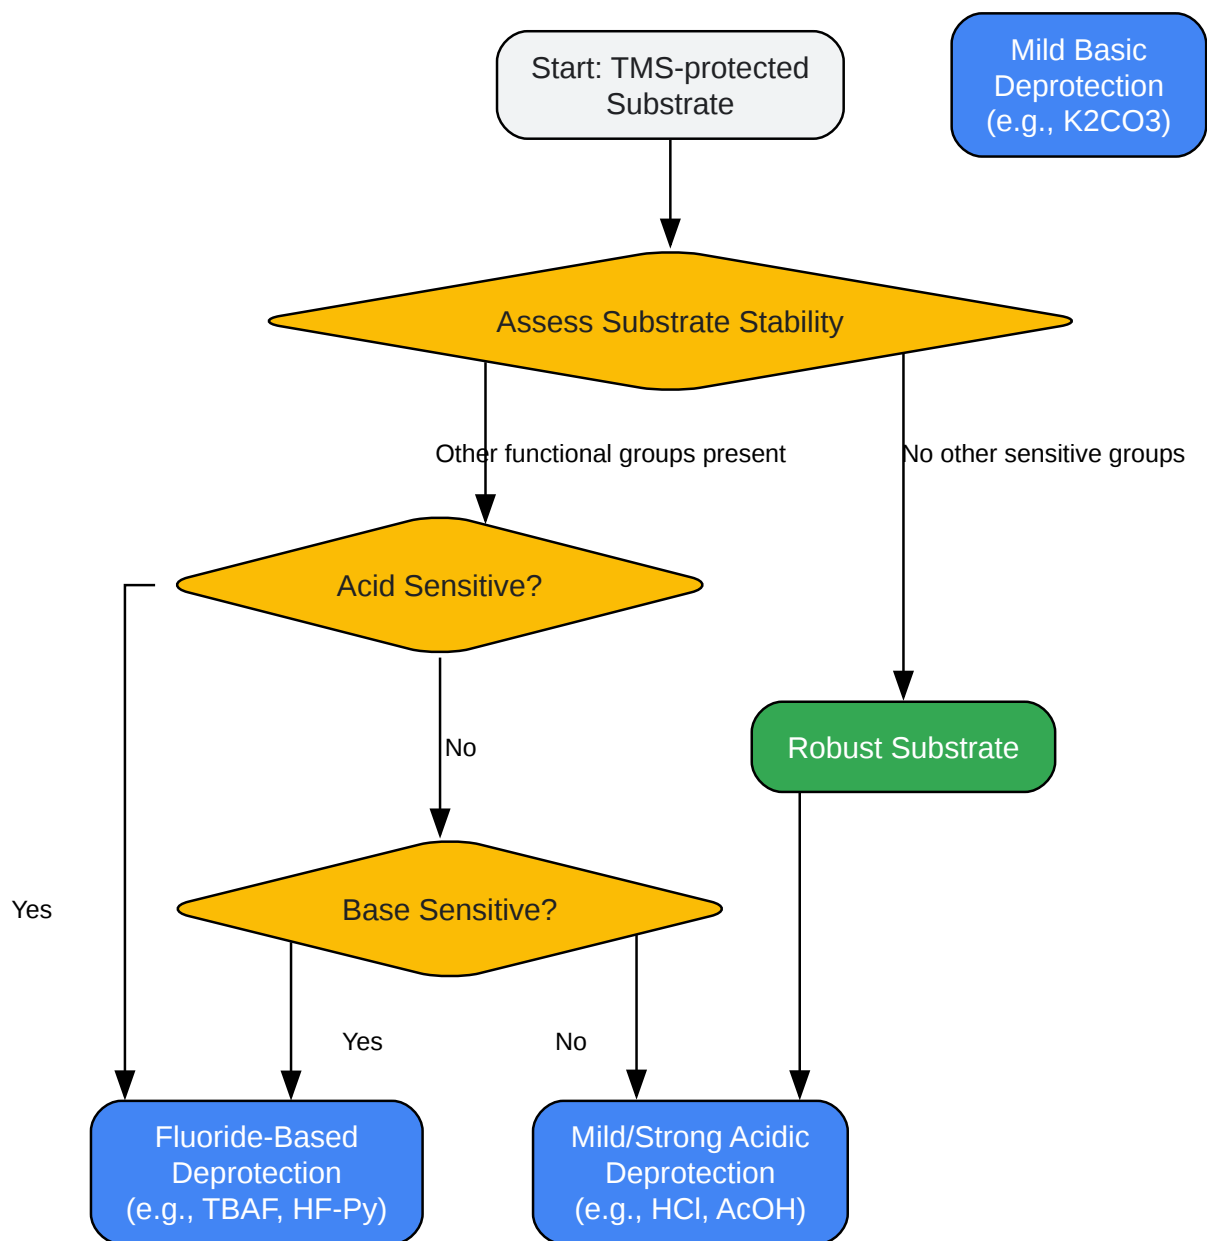 Start: TMS-protected
Substrate
Mild Basic
Deprotection
(e.g., K2CO3)
Assess Substrate Stability
Other functional groups present
No other sensitive groups
Acid Sensitive?
No
Robust Substrate
Yes
Base Sensitive?
Yes
No
Fluoride-Based
Deprotection
(e.g., TBAF, HF-Py)
Mild/Strong Acidic
Deprotection
(e.g., HCl, AcOH)